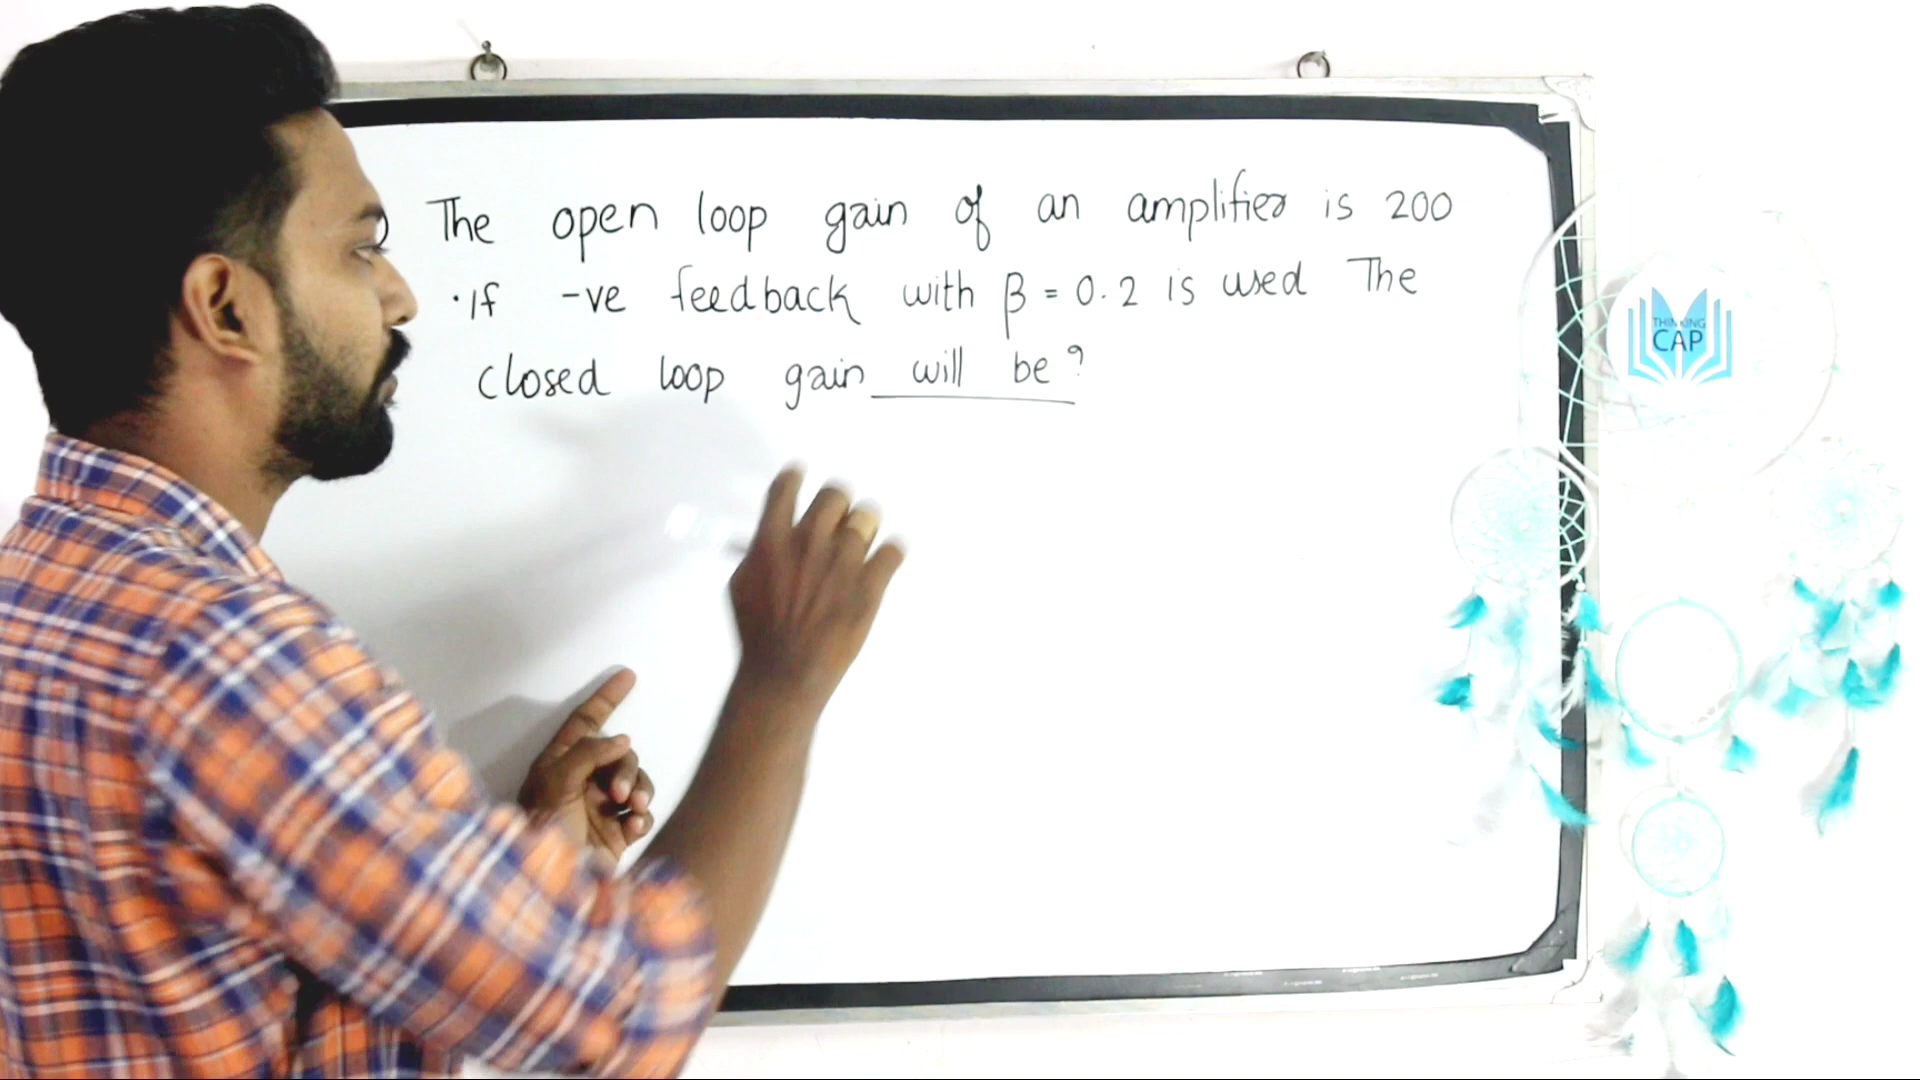 ) The open loop gain of an amplifier is 200
·If -ve feedback with β = 0.2 is used The
closed loop gain will be ?
THINKING
CAP